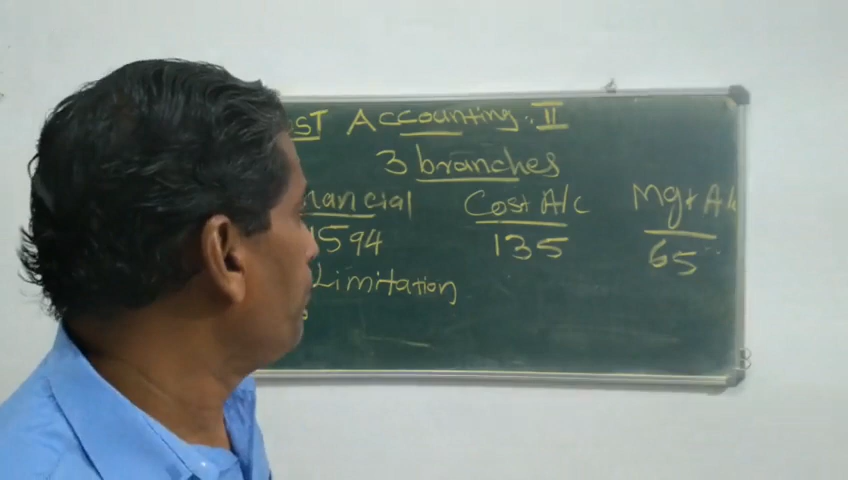 ST Accounting. II
3 branches
nancial Cost A/c Mgt A/c
1594 135 65
Limitation